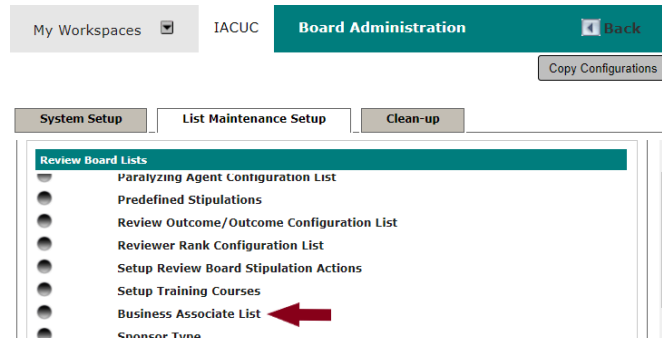 My Workspaces IACUC Board Administration Back
Copy Configurations
System Setup List Maintenance Setup Clean-up
Review Board Lists
Paralyzing Agent Configuration List
Predefined Stipulations
Review Outcome/Outcome Configuration List
Reviewer Rank Configuration List
Setup Review Board Stipulation Actions
Setup Training Courses
Business Associate List
Sponsor Type